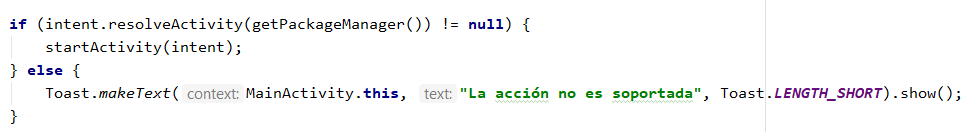 if (intent.resolveActivity(getPackageManager()) != null) {
    startActivity(intent);
} else {
    Toast.makeText( context: MainActivity.this, text: "La acción no es soportada", Toast.LENGTH_SHORT).show();
}